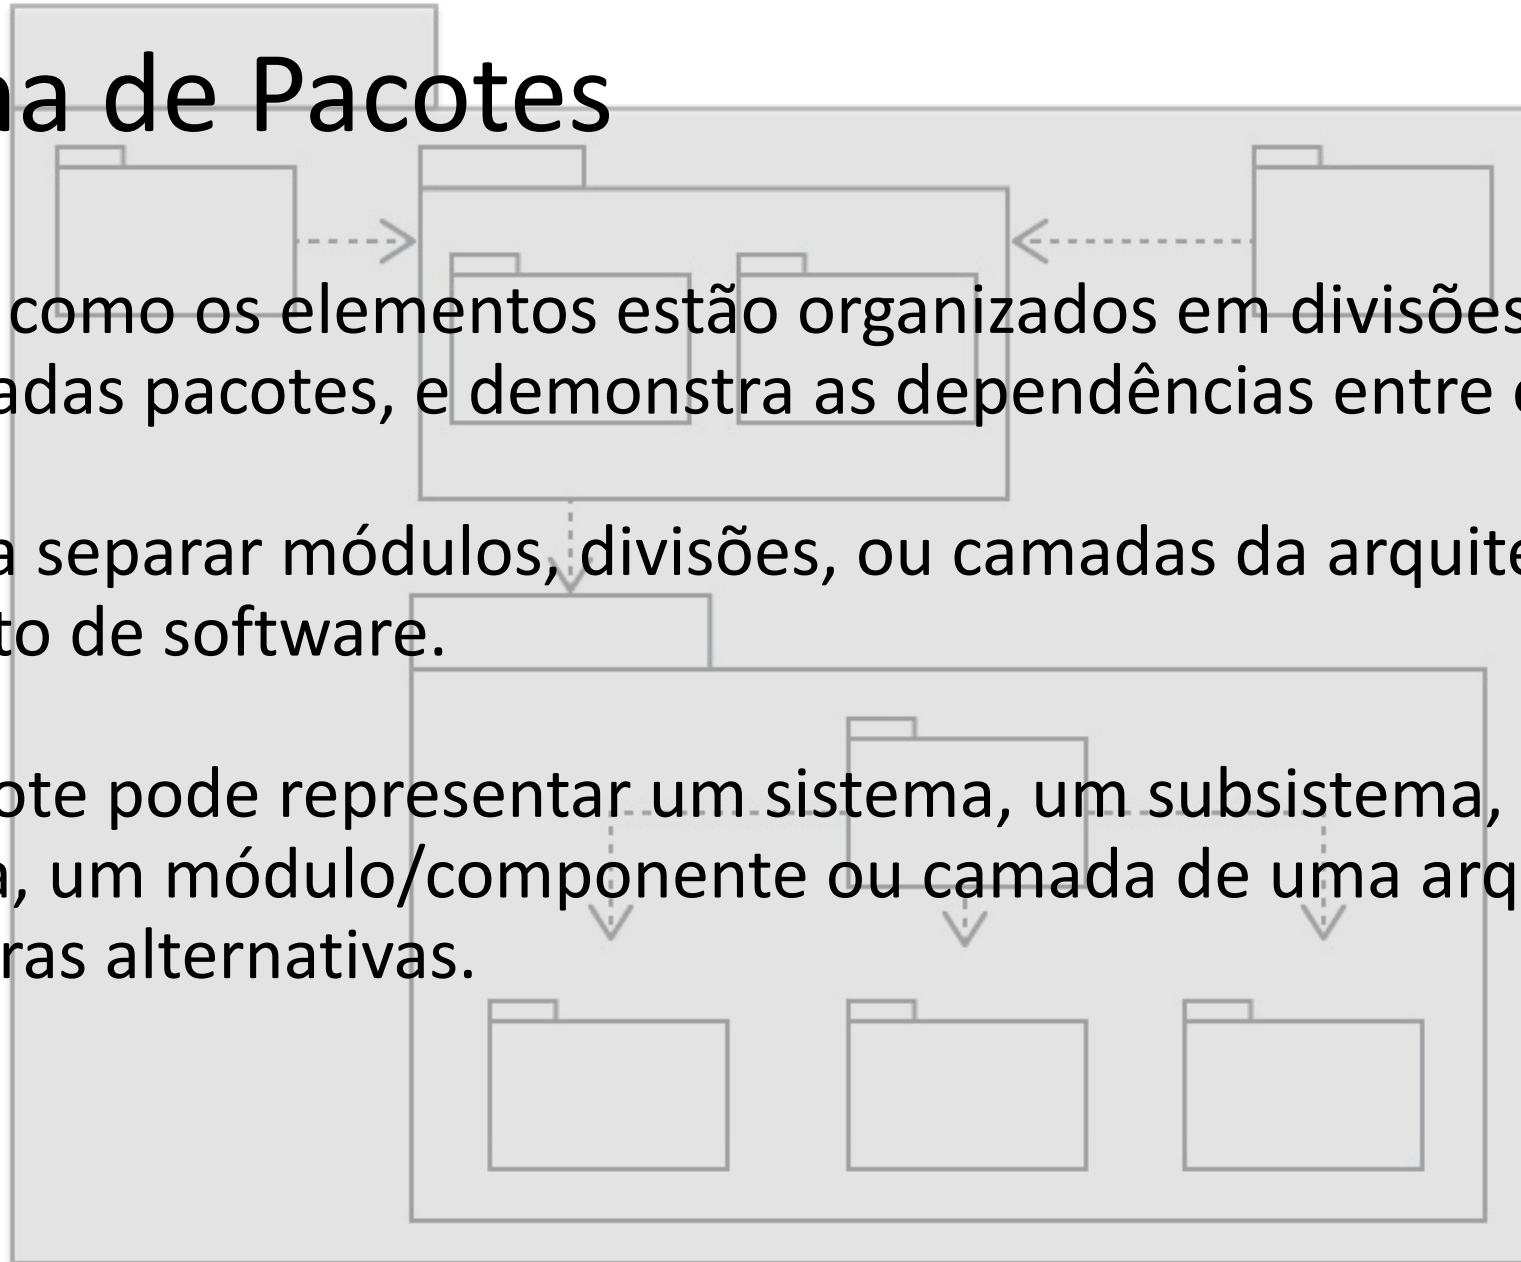 na de Pacotes
como os elementos estão organizados em divisões
adas pacotes, e demonstra as dependências entre
a separar módulos, divisões, ou camadas da arquite
to de software.
ote pode representar um sistema, um subsistema,
a, um módulo/componente ou camada de uma arq
ras alternativas.